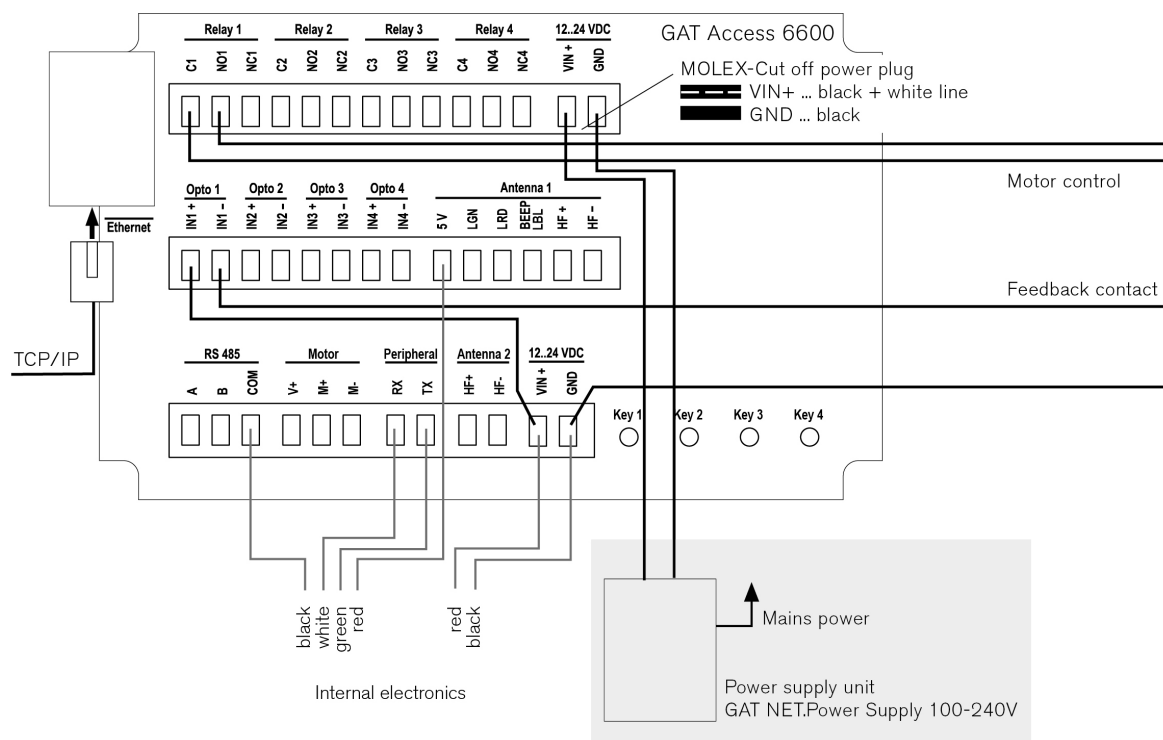 Relay 1 Relay 2 Relay 3 Relay 4 12..24 VDC
GAT Access 6600
C1 NO1 NC1 C2 NO2 NC2 C3 NO3 NC3 C4 NO4 NC4 VIN + GND
MOLEX-Cut off power plug
VIN+ ... black + white line
GND ... black
Motor control
Opto 1 Opto 2 Opto 3 Opto 4 Antenna 1
IN1 + IN1 – IN2 + IN2 – IN3 + IN3 – IN4 + IN4 – 5 V LGN LRD BEEP LBL HF + HF –
Ethernet
Feedback contact
TCP/IP
RS 485 Motor Peripheral Antenna 2 12..24 VDC
A B COM V+ M+ M- RX TX HF+ HF- VIN + GND
Key 1 Key 2 Key 3 Key 4
black
white
green
red
red
black
Internal electronics
Mains power
Power supply unit
GAT NET.Power Supply 100-240V